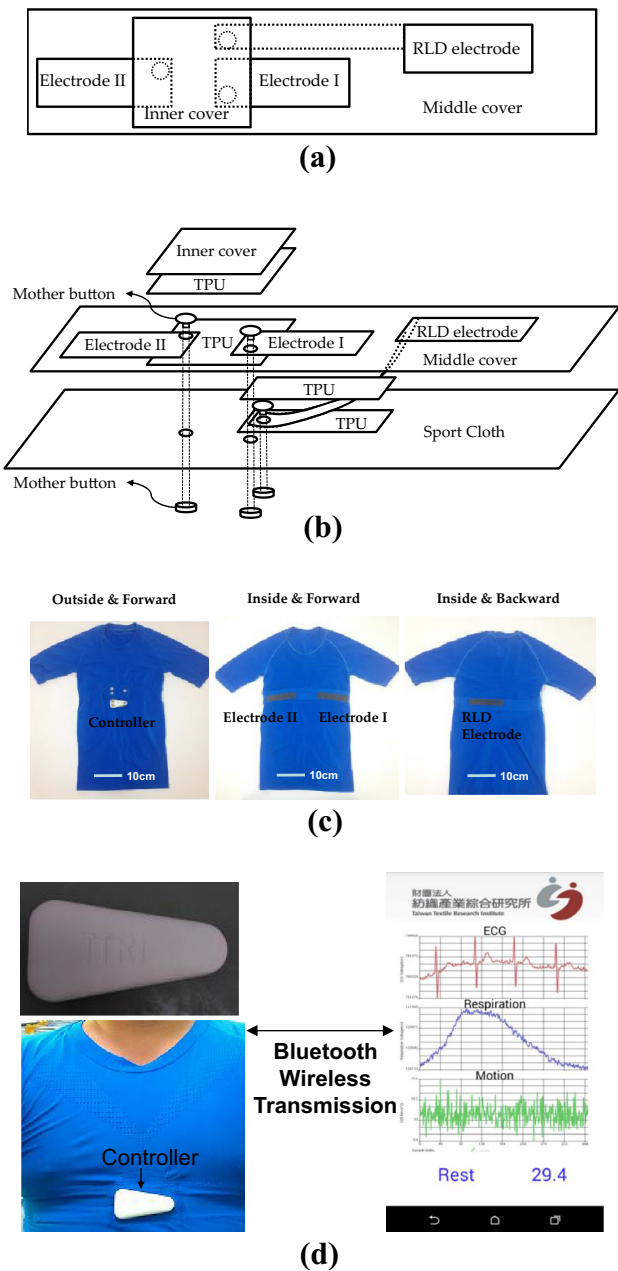 Electrode II
Inner cover
Electrode I
RLD electrode
Middle cover
(a)
Inner cover
TPU
Mother button
Electrode II
TPU
Electrode I
RLD electrode
Middle cover
TPU
TPU
Sport Cloth
Mother button
(b)
Outside & Forward
Inside & Forward
Inside & Backward
Controller
Electrode II
Electrode I
RLD
Electrode
10cm
10cm
10cm
(c)
TTRI
財團法人
紡織產業綜合研究所
Taiwan Textile Research Institute
ECG
Respiration
Motion
Rest 29.4
Bluetooth
Wireless
Transmission
Controller
(d)